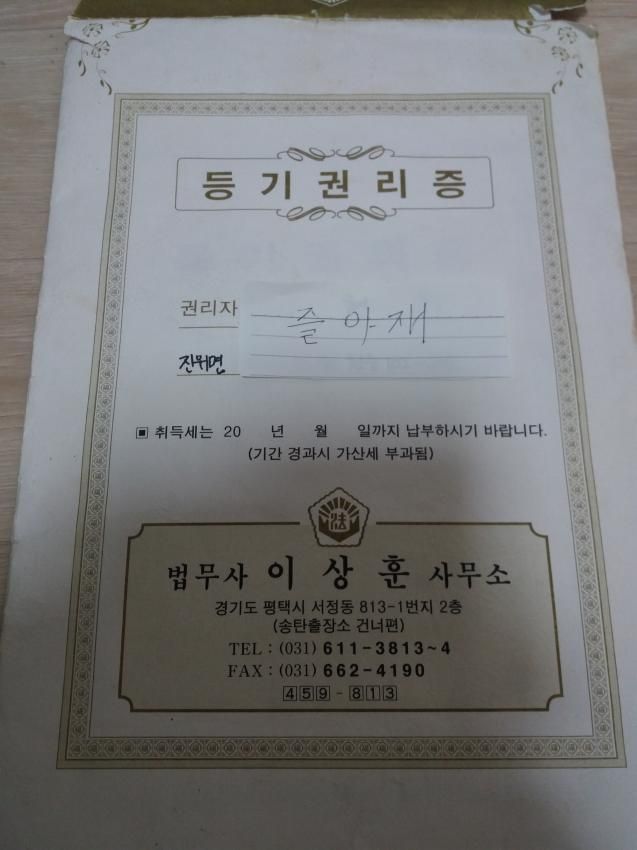 등기권리증
권리자 즐아재
진위면
▣ 취득세는 20 년 월 일까지 납부하시기 바랍니다.
(기간 경과시 가산세 부과됨)
法
법무사 이상훈 사무소
경기도 평택시 서정동 813-1번지 2층
(송탄출장소 건너편)
TEL : (031) 611-3813~4
FAX : (031) 662-4190
459-813